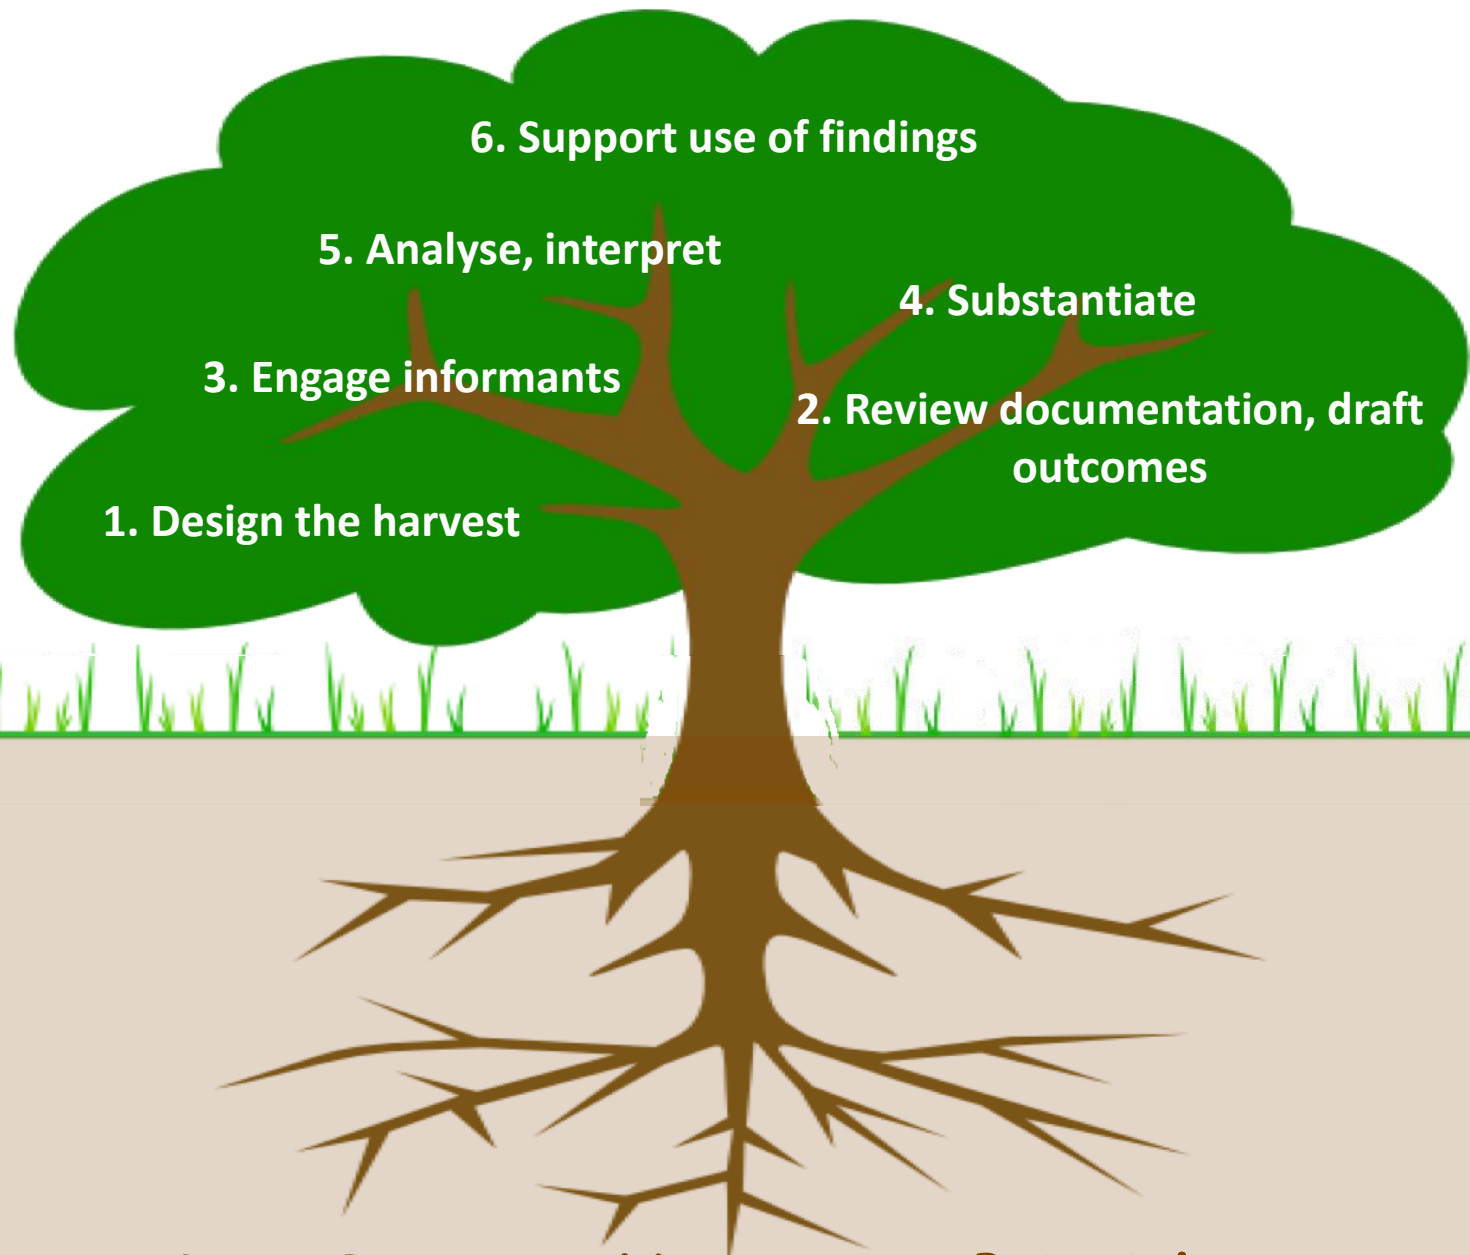 6. Support use of findings
5. Analyse, interpret
4. Substantiate
3. Engage informants
2. Review documentation, draft
outcomes
1. Design the harvest